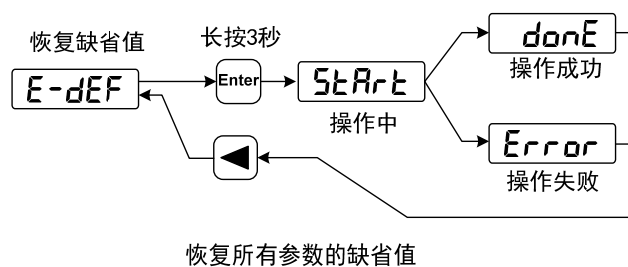 恢复缺省值
E-dEF
长按3秒
Enter
StArt
操作中
donE
操作成功
Error
操作失败
恢复所有参数的缺省值